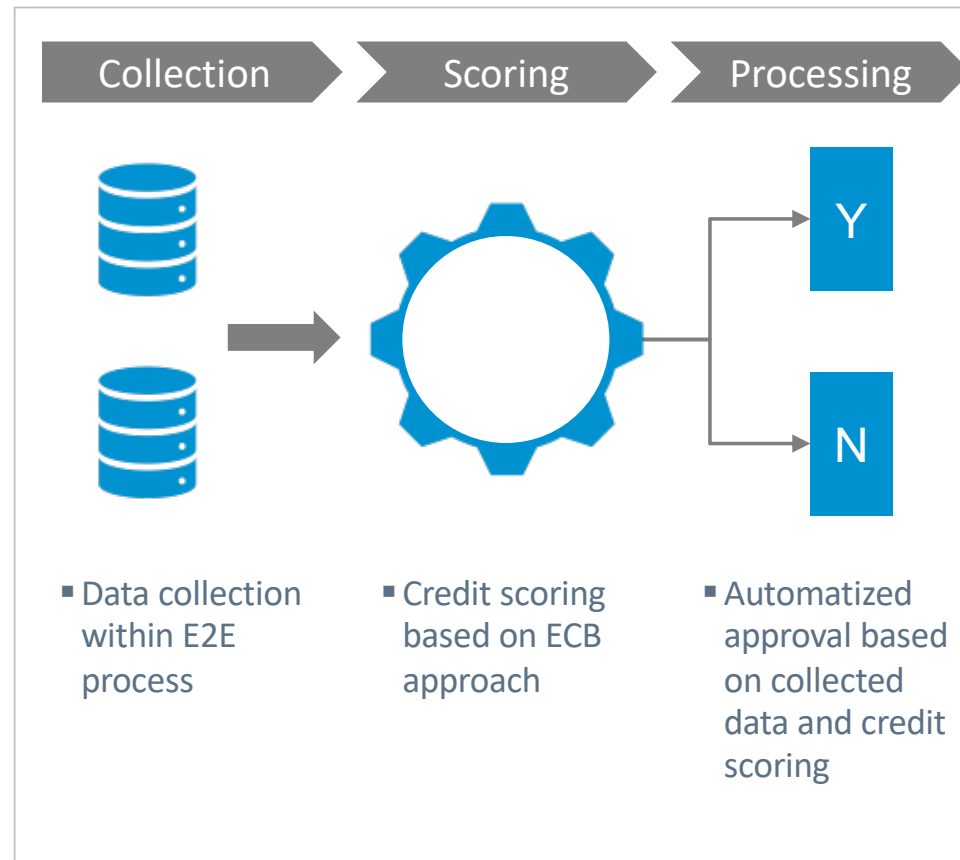 Collection
Scoring
Processing
Y
N
▪ Data collection
within E2E
process
▪ Credit scoring
based on ECB
approach
▪ Automatized
approval based
on collected
data and credit
scoring